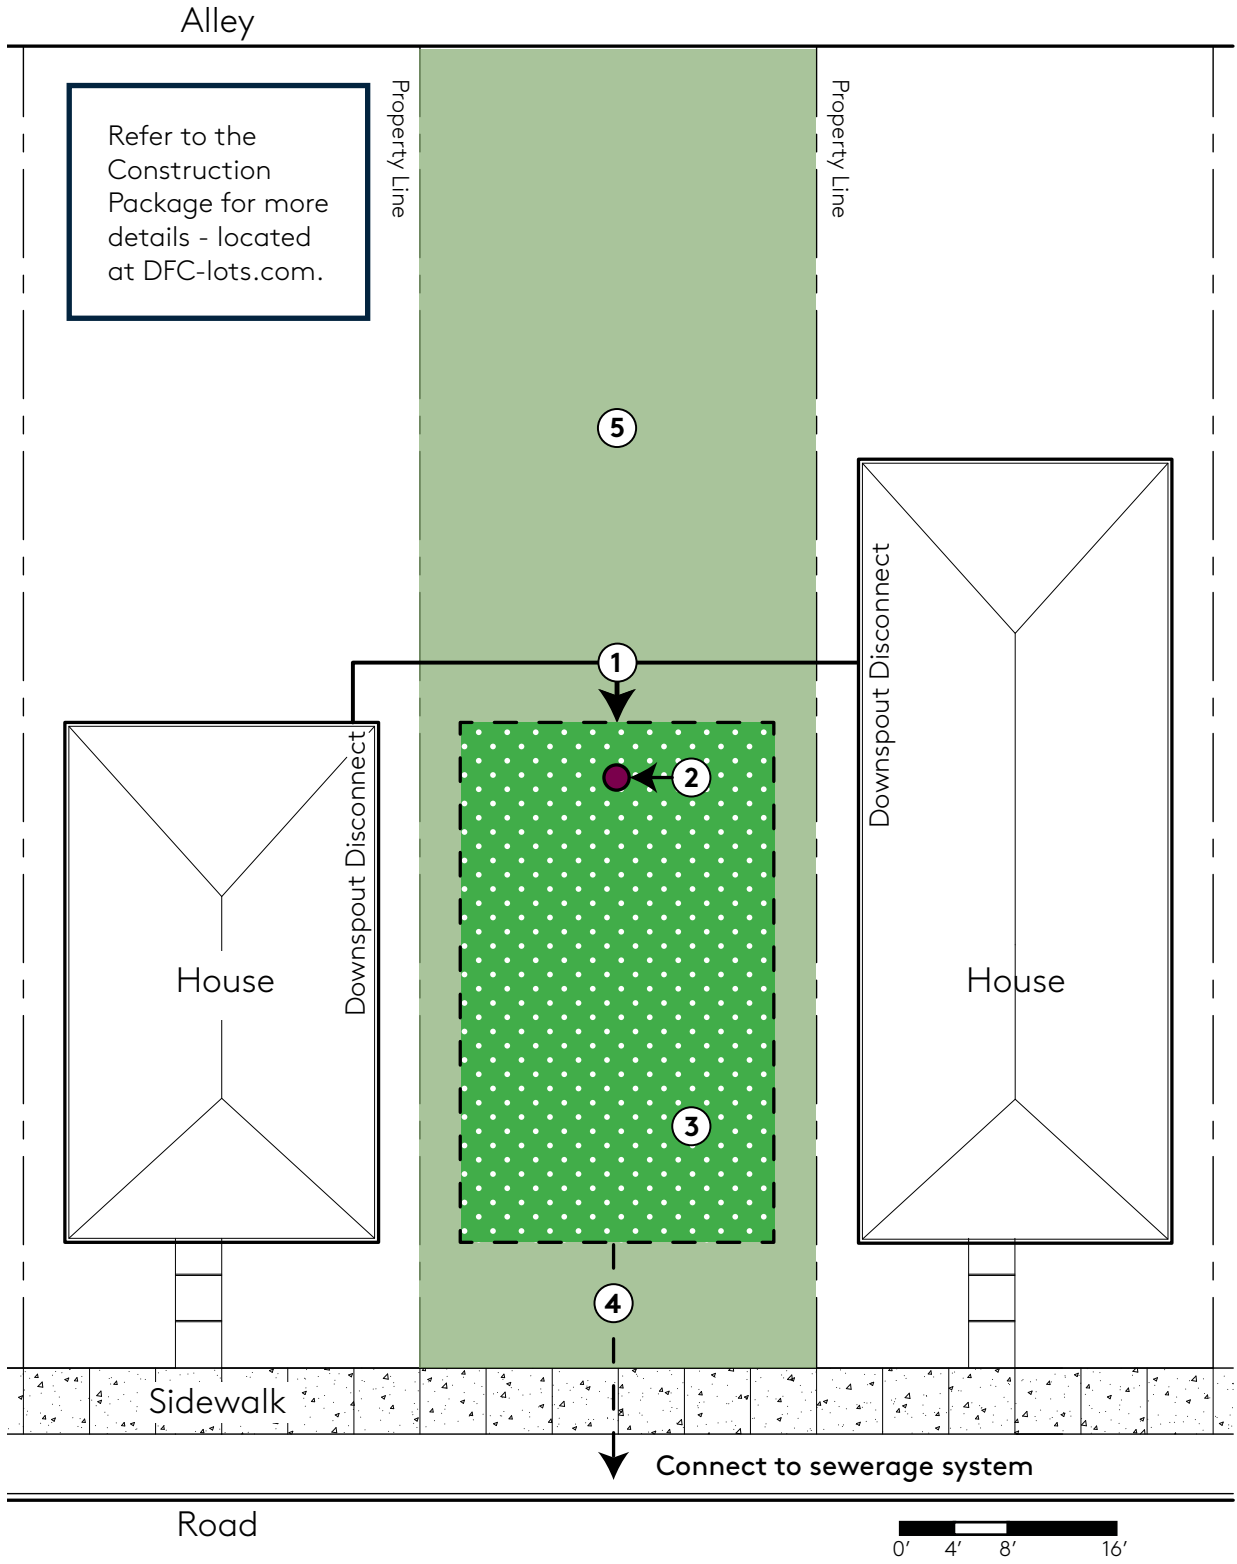 Alley
Refer to the
Construction
Package for more
details - located
at DFC-lots.com.
Property Line
Property Line
5
1
Downspout Disconnect
Downspout Disconnect
2
House
House
3
4
Sidewalk
Connect to sewerage system
Road
0’ 4’ 8’ 16’